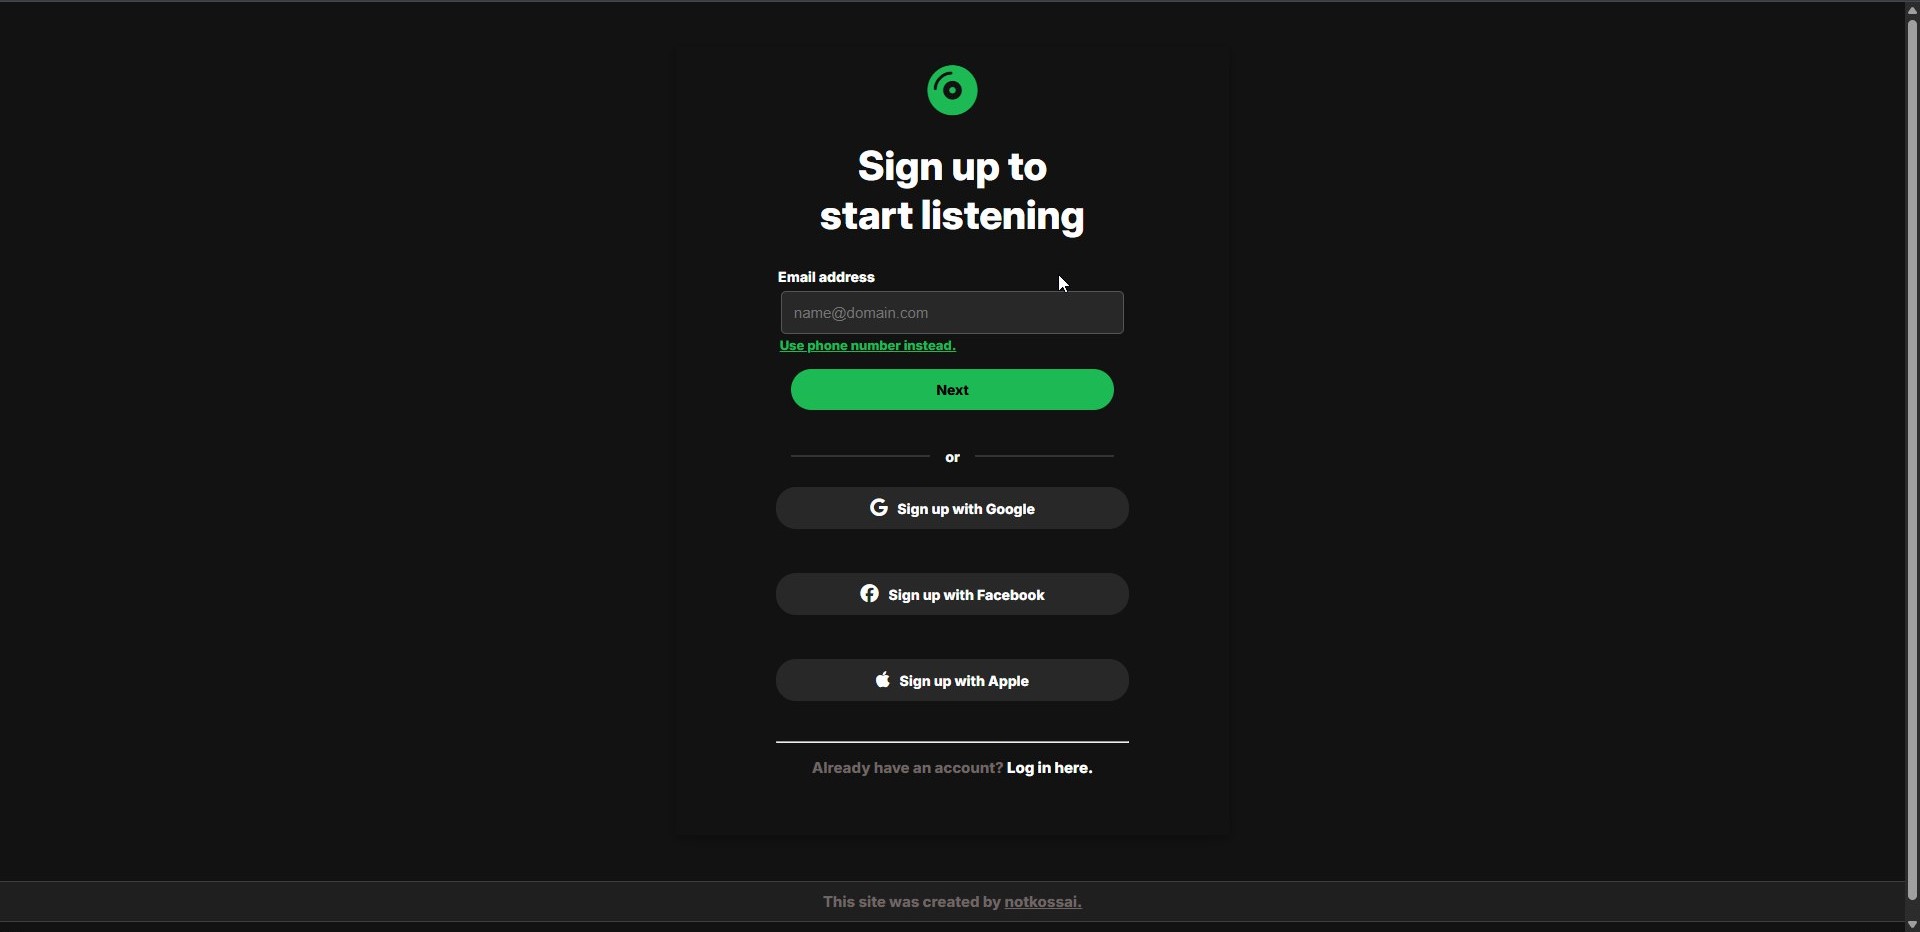 Sign up to
start listening
Email address
name@domain.com
Use phone number instead.
Next
or
Sign up with Google
Sign up with Facebook
Sign up with Apple
Already have an account? Log in here.
This site was created by notkossai.